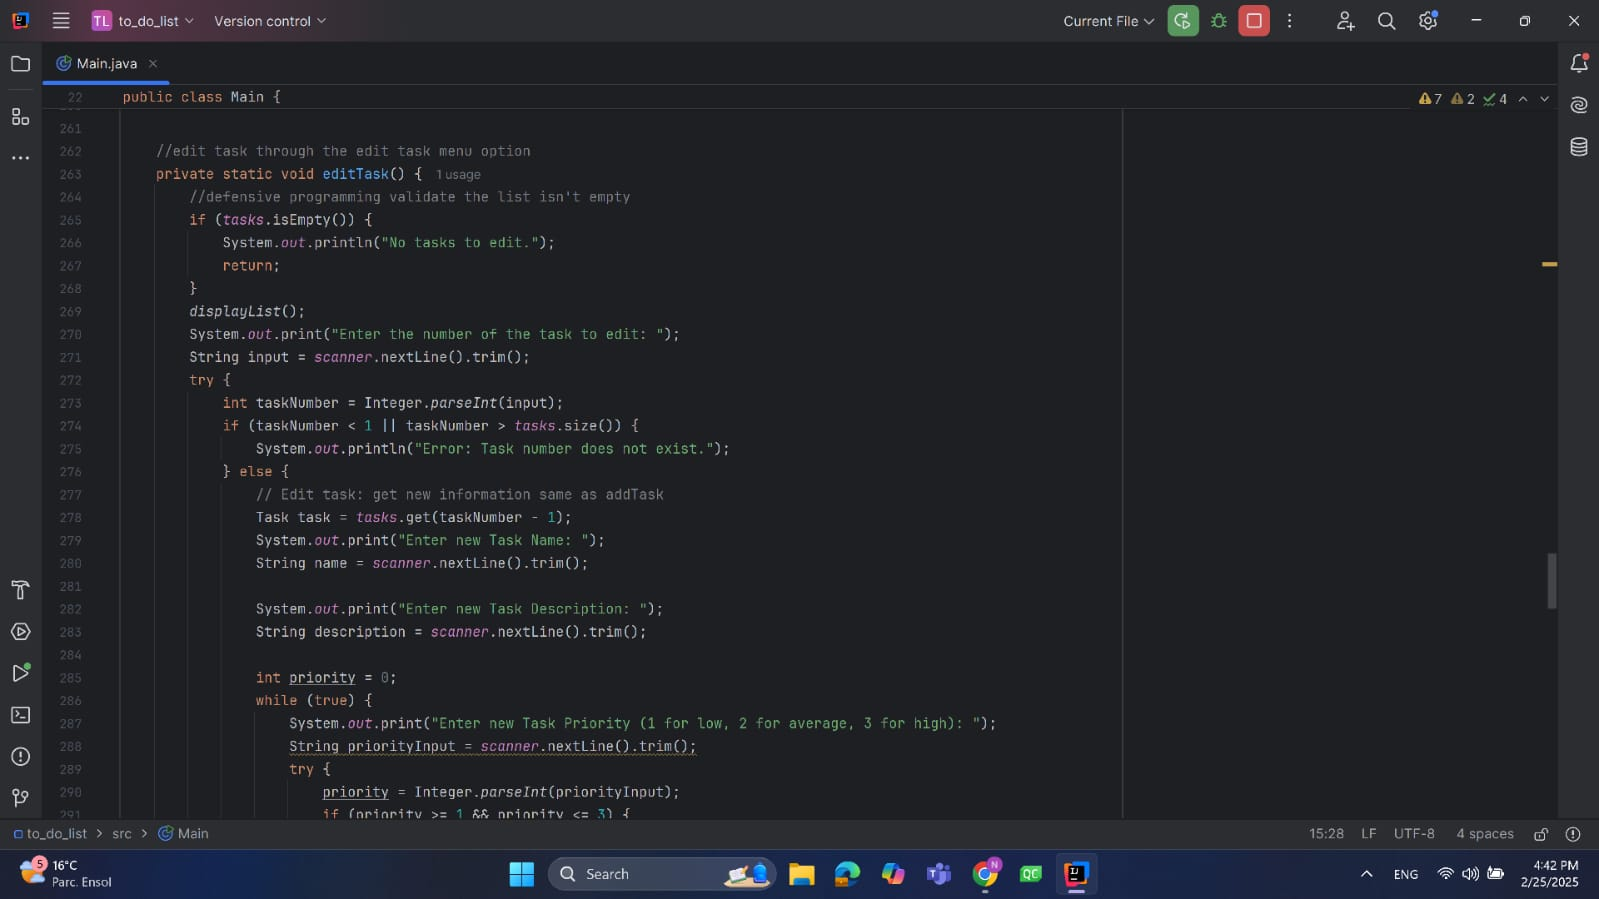 TL to_do_list Version control Current File
Main.java
22 public class Main { 7 2 4
261
262 //edit task through the edit task menu option
263 private static void editTask() { 1 usage
264 //defensive programming validate the list isn't empty
265 if (tasks.isEmpty()) {
266 System.out.println("No tasks to edit.");
267 return;
268 }
269 displayList();
270 System.out.print("Enter the number of the task to edit: ");
271 String input = scanner.nextLine().trim();
272 try {
273 int taskNumber = Integer.parseInt(input);
274 if (taskNumber < 1 || taskNumber > tasks.size()) {
275 System.out.println("Error: Task number does not exist.");
276 } else {
277 // Edit task: get new information same as addTask
278 Task task = tasks.get(taskNumber - 1);
279 System.out.print("Enter new Task Name: ");
280 String name = scanner.nextLine().trim();
281
282 System.out.print("Enter new Task Description: ");
283 String description = scanner.nextLine().trim();
284
285 int priority = 0;
286 while (true) {
287 System.out.print("Enter new Task Priority (1 for low, 2 for average, 3 for high): ");
288 String priorityInput = scanner.nextLine().trim();
289 try {
290 priority = Integer.parseInt(priorityInput);
291 if (priority >= 1 && priority <= 3) {
to_do_list > src > Main 15:28 LF UTF-8 4 spaces
5 16°C
Parc. Ensol
Search
N
QC
IJ
ENG
4:42 PM
2/25/2025